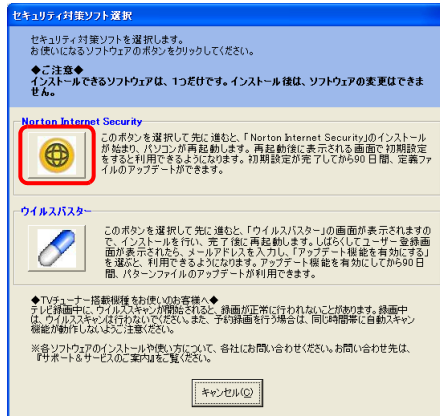 セキュリティ対策ソフト選択
セキュリティ対策ソフトを選択します。
お使いになるソフトウェアのボタンをクリックしてください。
◆ご注意◆
インストールできるソフトウェアは、1つだけです。インストール後は、ソフトウェアの変更はできま
せん。
Norton Internet Security
このボタンを選択して先に進むと、「Norton Internet Security」のインストール
が始まり、パソコンが再起動します。再起動後に表示される画面で初期設定
をすると利用できるようになります。初期設定が完了してから90日間、定義ファ
イルのアップデートができます。
ウイルスバスター
このボタンを選択して先に進むと、「ウイルスバスター」の画面が表示されますの
で、インストールを行い、完了後に再起動します。しばらくしてユーザー登録画
面が表示されたら、メールアドレスを入力し、「アップデート機能を有効にする」
を選ぶと、利用できるようになります。アップデート機能を有効にしてから90日
間、パターンファイルのアップデートが利用できます。
◆TVチューナー搭載機種をお使いのお客様へ◆
テレビ録画中に、ウイルススキャンが開始されると、録画が正常に行われないことがあります。録画中
は、ウイルススキャンは行わないでください。また、予約録画を行う場合は、同じ時間帯に自動スキャン
機能が動作しないようご注意ください。
※各ソフトウェアのインストールや使い方について、各社にお問い合わせください。お問い合わせ先は、
『サポート&サービスのご案内』をご覧ください。
キャンセル(C)